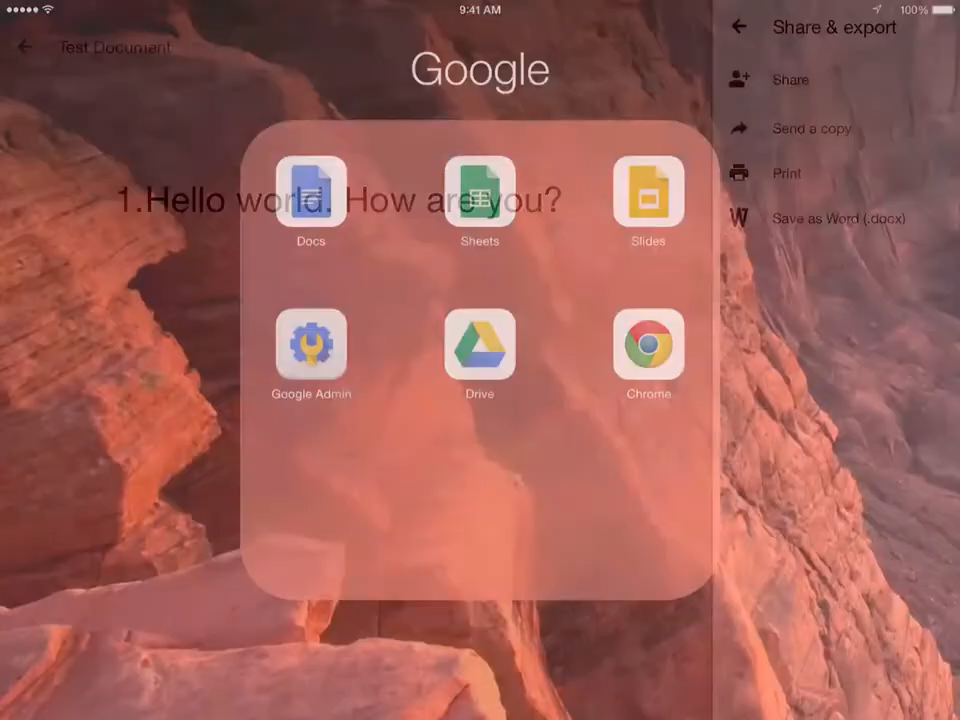 9:41 AM
100%
Test Document
Share & export
Google
Share
Send a copy
Print
Save as Word (.docx)
1.Hello world. How are you?
Docs
Sheets
Slides
Google Admin
Drive
Chrome